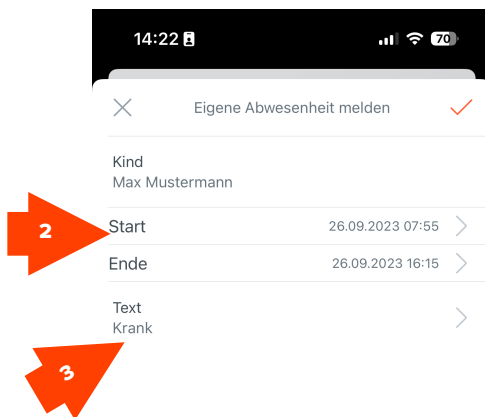 14:22 70
Eigene Abwesenheit melden
Kind
Max Mustermann
2
Start 26.09.2023 07:55
Ende 26.09.2023 16:15
Text
Krank
3